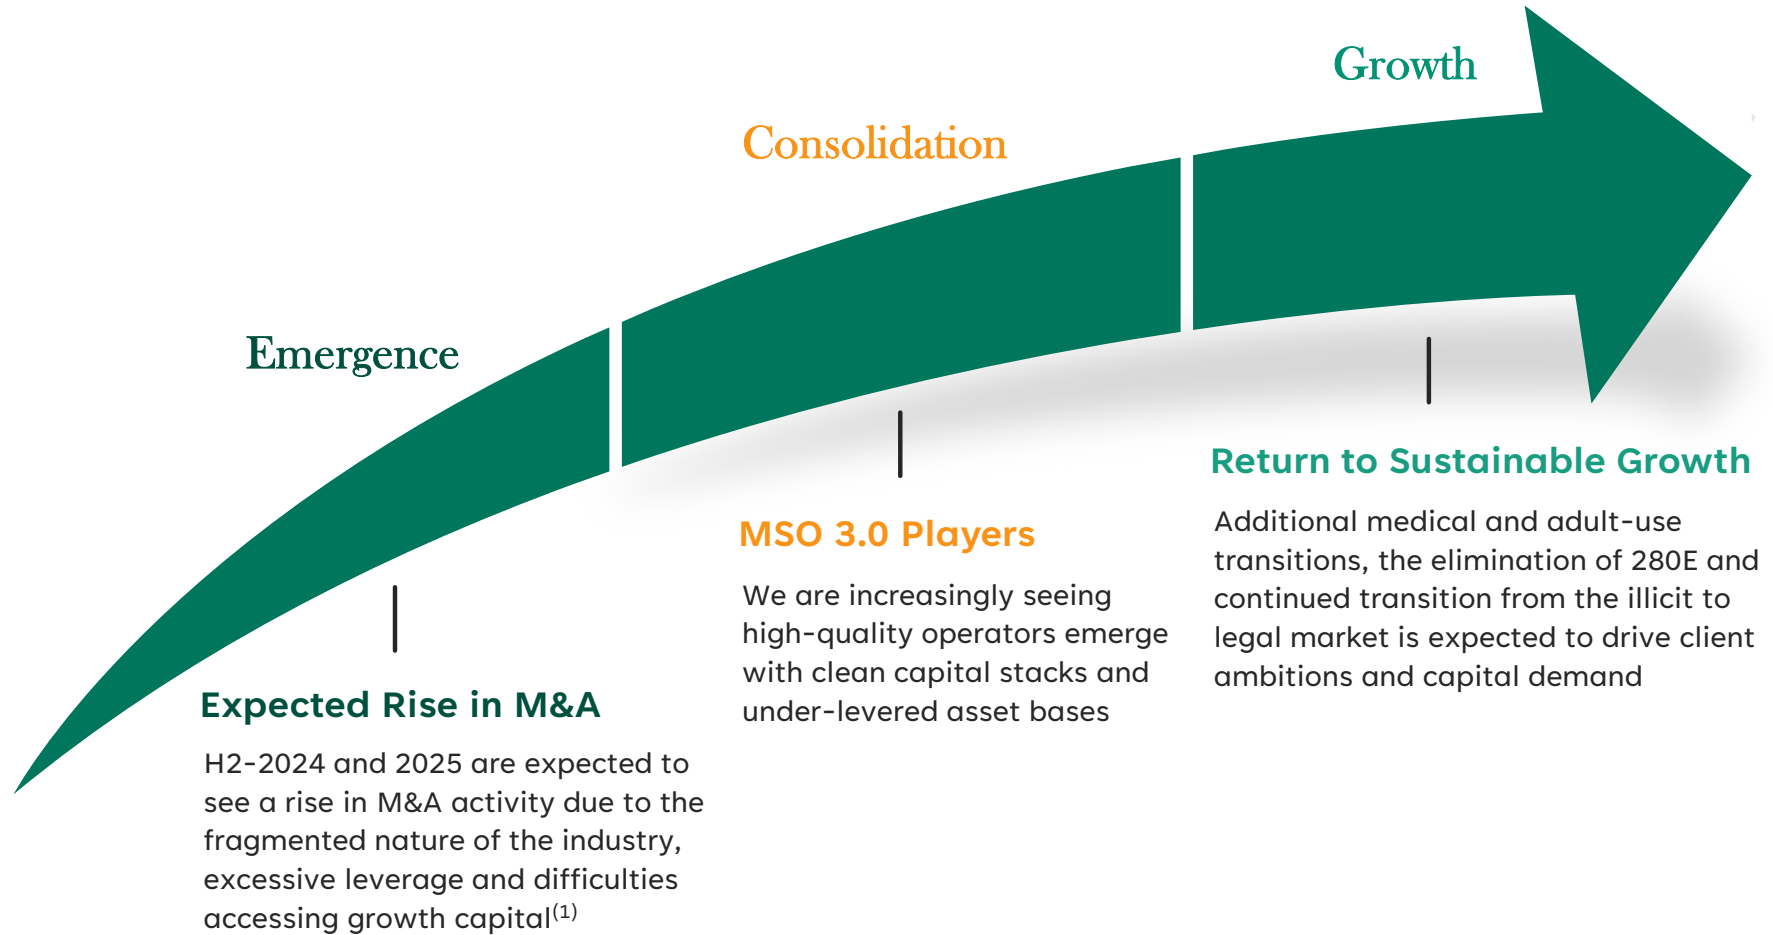 Growth
Consolidation
Emergence
Return to Sustainable Growth
Additional medical and adult-use
transitions, the elimination of 280E and
continued transition from the illicit to
legal market is expected to drive client
ambitions and capital demand
MSO 3.0 Players
We are increasingly seeing
high-quality operators emerge
with clean capital stacks and
under-levered asset bases
Expected Rise in M&A
H2-2024 and 2025 are expected to
see a rise in M&A activity due to the
fragmented nature of the industry,
excessive leverage and difficulties
accessing growth capital(1)